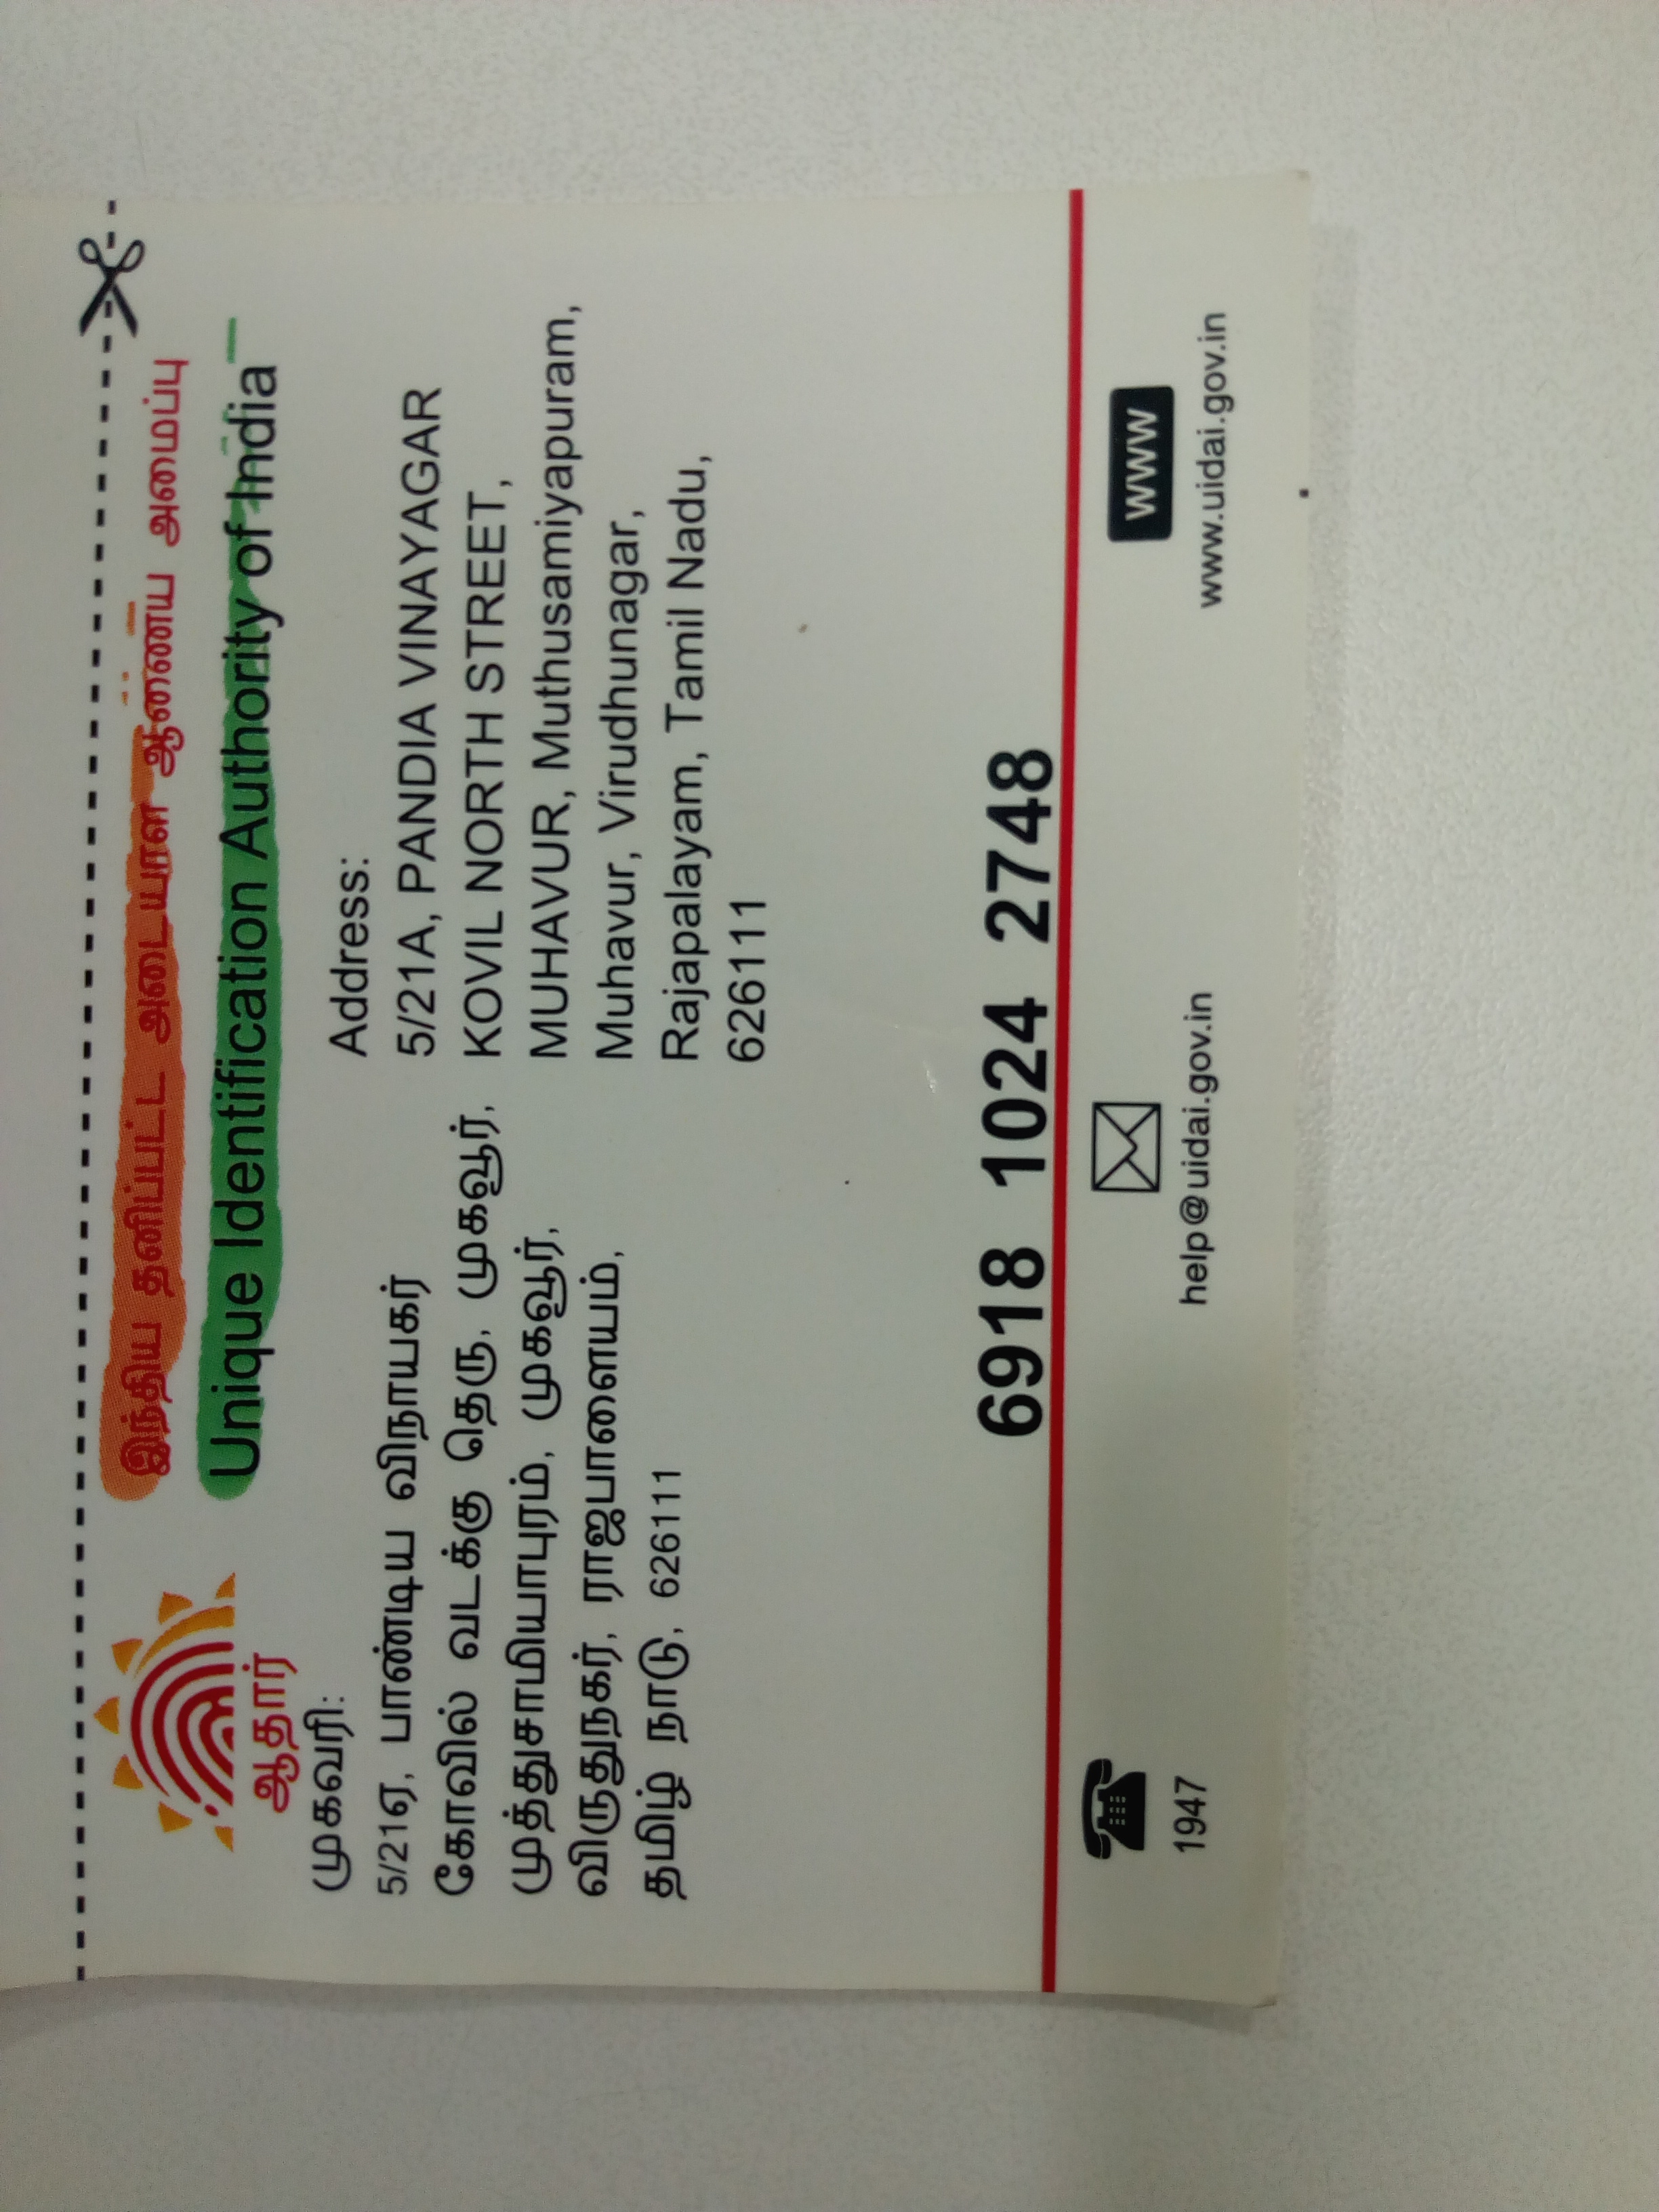 இந்திய தனிப்பட்ட அடையாள ஆணைய அமைப்பு
Unique Identification Authority of India
ஆதார்
முகவரி:
5/21ஏ, பாண்டிய விநாயகர்
கோவில் வடக்கு தெரு, முகவூர்,
முத்துசாமியாபுரம், முகவூர்,
விருதுநகர், ராஜபாளையம்,
தமிழ் நாடு, 626111
Address:
5/21A, PANDIA VINAYAGAR
KOVIL NORTH STREET,
MUHAVUR, Muthusamiyapuram,
Muhavur, Virudhunagar,
Rajapalayam, Tamil Nadu,
626111
6918 1024 2748
1947
help@uidai.gov.in
www
www.uidai.gov.in